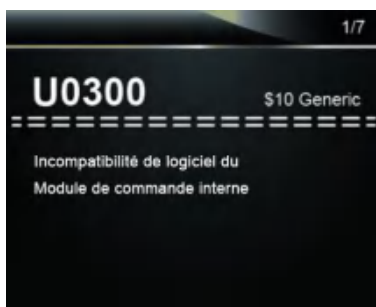 1/7
U0300 $10 Generic
Incompatibilité de logiciel du
Module de commande interne